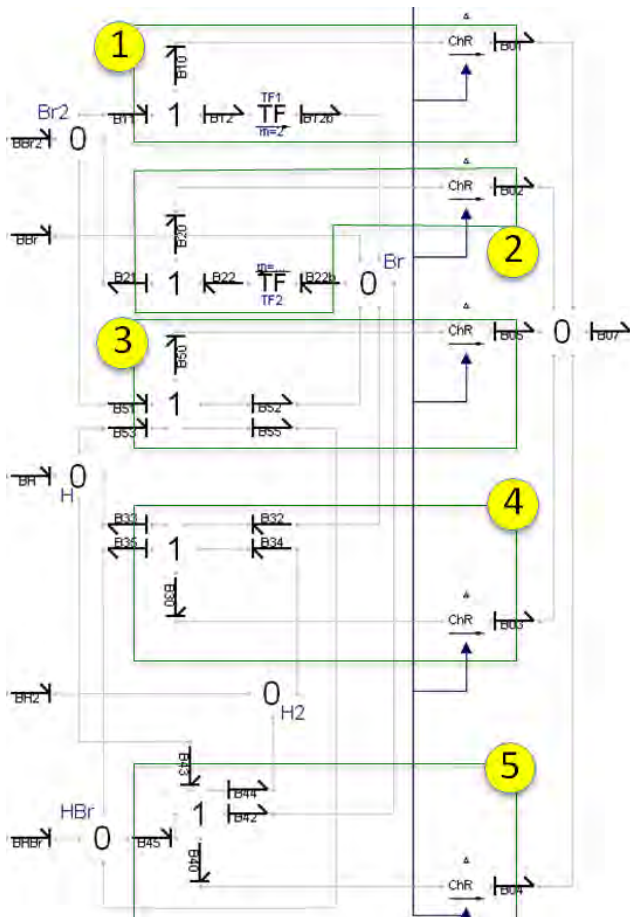 1
B10
ChR
B01
Br2
B11
1
B12
TF1
TF
m=2
B12b
BBr2
0
ChR
B02
BBr
B20
2
B21
1
B22
m=
TF
TF2
B22b
0
Br
3
B50
ChR
B05
0
B07
B51
1
B52
B53
B55
BH
0
H
4
B33
B32
B35
1
B34
B30
ChR
B03
BH2
0
H2
B43
5
B44
HBr
1
B42
BHBr
0
B45
B40
ChR
B04